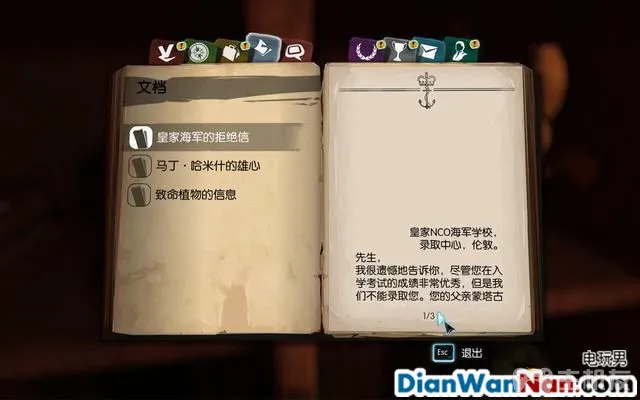 文档
皇家海军的拒绝信
马丁·哈米什的雄心
致命植物的信息
皇家NCO海军学校,
录取中心，伦敦。
先生,
我很遗憾地告诉你，尽管您在入
学考试的成绩非常优秀，但是我
们不能录取您。您的父亲蒙塔古
1/3
Esc 退出
电玩男
DianWanNan.com